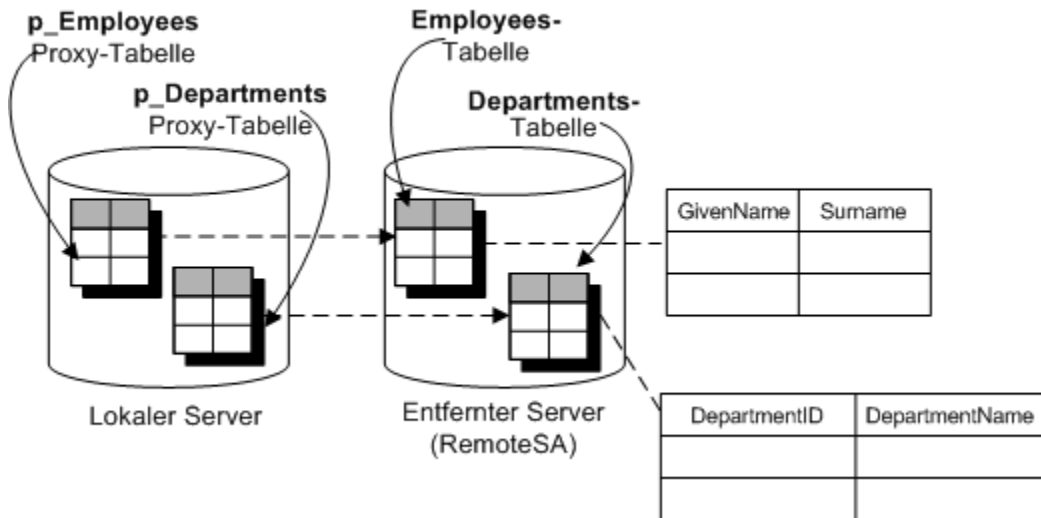 p_Employees
Proxy-Tabelle
p_Departments
Proxy-Tabelle
Employees-
Tabelle
Departments-
Tabelle
GivenName
Surname
DepartmentID
DepartmentName
Lokaler Server
Entfernter Server
(RemoteSA)